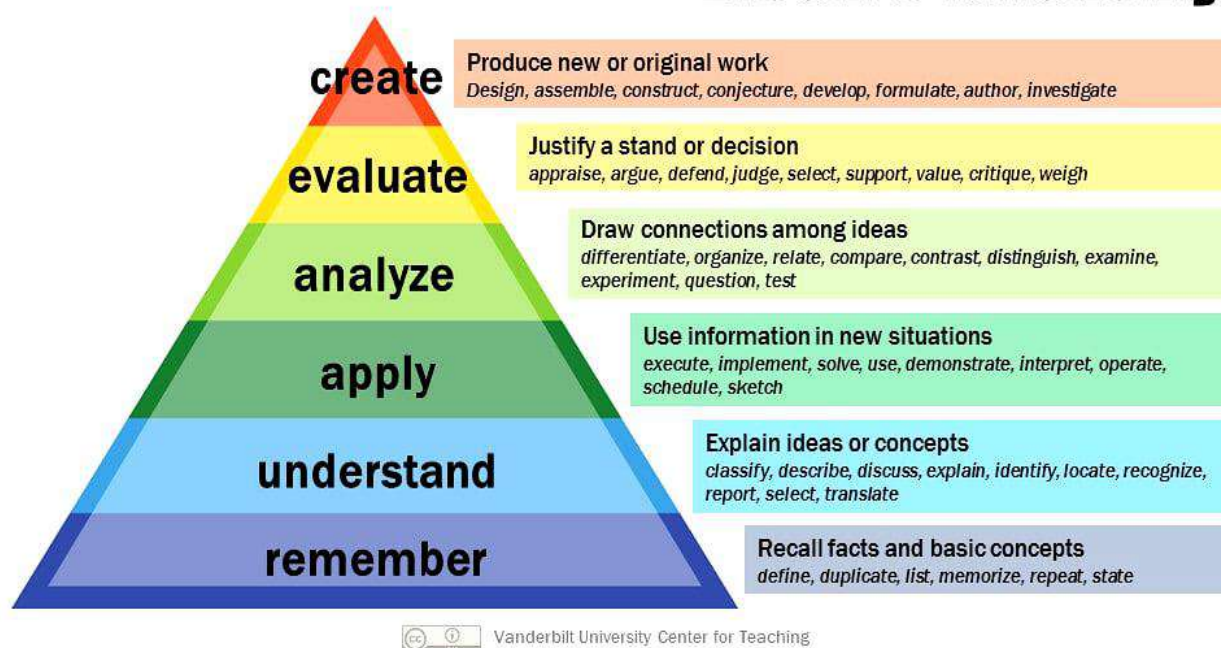 create
Produce new or original work
Design, assemble, construct, conjecture, develop, formulate, author, investigate
evaluate
Justify a stand or decision
appraise, argue, defend, judge, select, support, value, critique, weigh
analyze
Draw connections among ideas
differentiate, organize, relate, compare, contrast, distinguish, examine,
experiment, question, test
apply
Use information in new situations
execute, implement, solve, use, demonstrate, interpret, operate,
schedule, sketch
understand
Explain ideas or concepts
classify, describe, discuss, explain, identify, locate, recognize,
report, select, translate
remember
Recall facts and basic concepts
define, duplicate, list, memorize, repeat, state
cc Vanderbilt University Center for Teaching